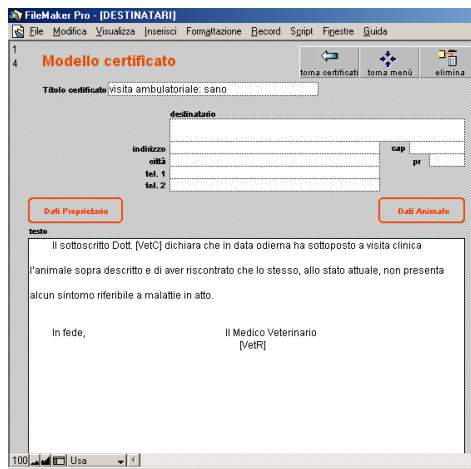 FileMaker Pro - [DESTINATARI]
File Modifica Visualizza Inserisci Formattazione Record Script Finestre Guida
1
4
Modello certificato
torna certificati torna menù elimina
Titolo certificato visita ambulatoriale: sano
destinatario
indirizzo cap
città pr
tel. 1
tel. 2
Dati Proprietario Dati Animale
testo
Il sottoscritto Dott. [VetC] dichiara che in data odierna ha sottoposto a visita clinica
l'animale sopra descritto e di aver riscontrato che lo stesso, allo stato attuale, non presenta
alcun sintomo riferibile a malattie in atto.
In fede, Il Medico Veterinario
[VetR]
100 Usa